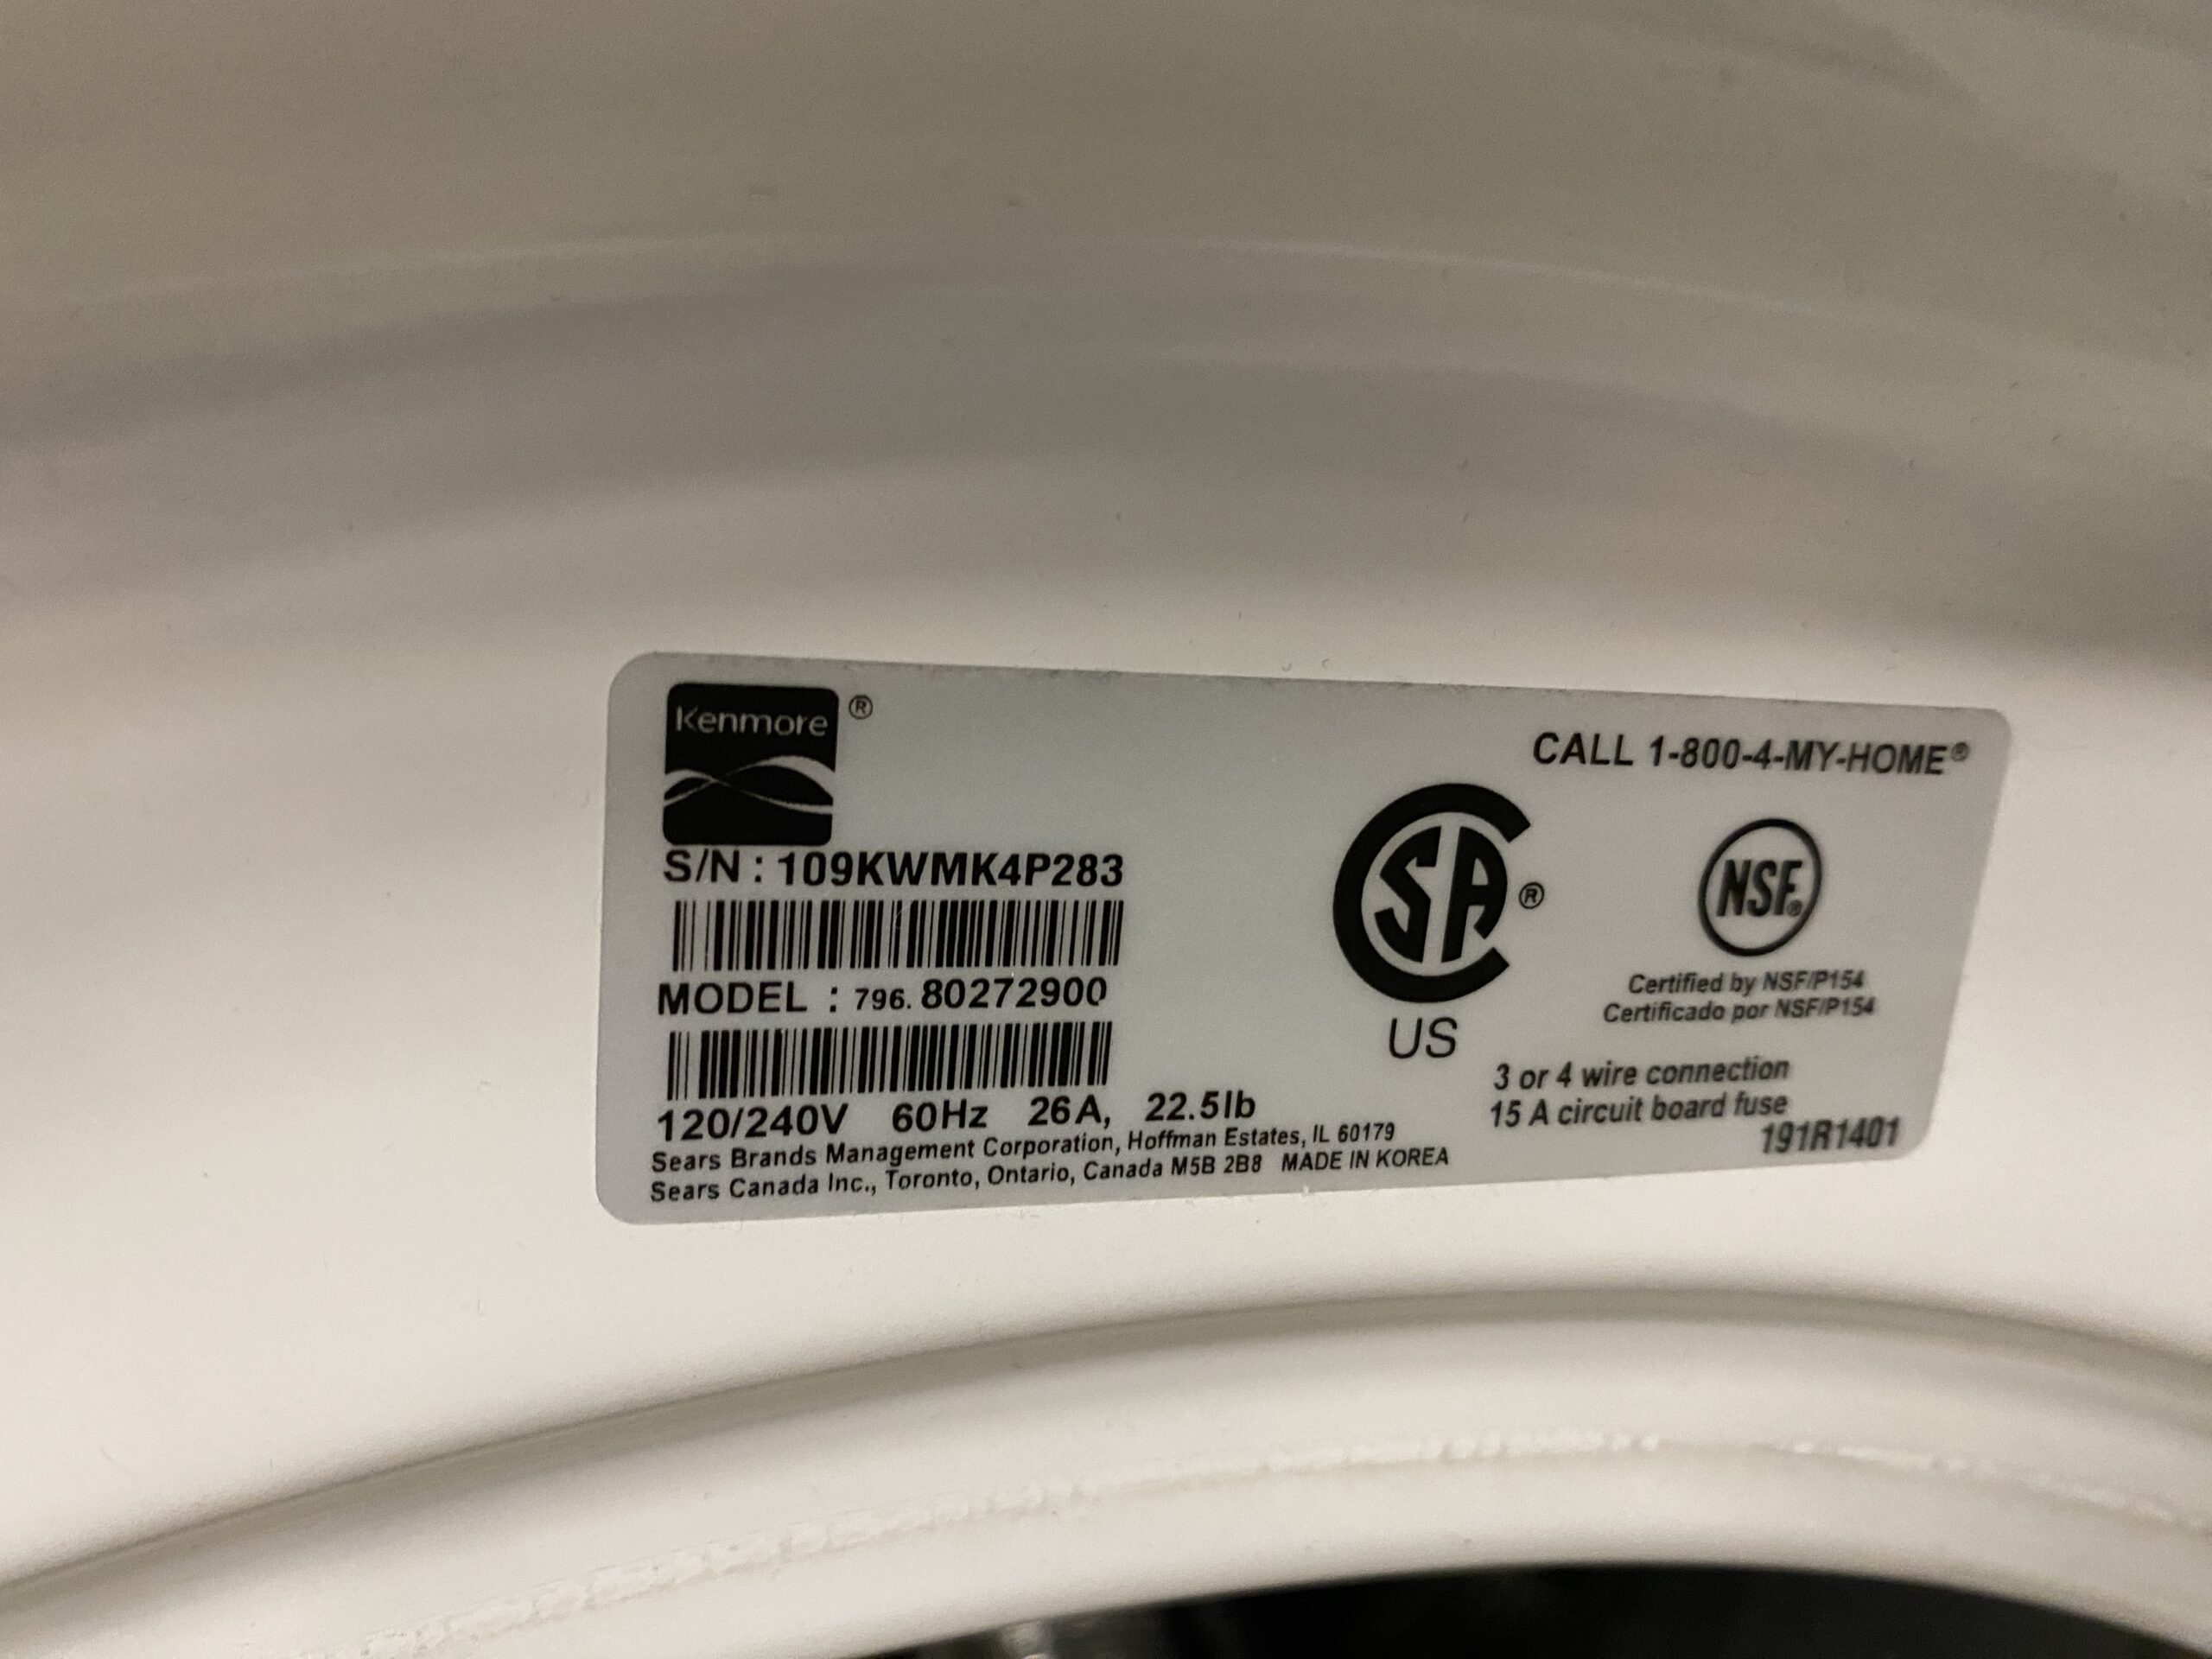 Kenmore ®
CALL 1-800-4-MY-HOME®
S/N : 109KWMK4P283
MODEL : 796. 80272900
120/240V 60Hz 26A, 22.5lb
Sears Brands Management Corporation, Hoffman Estates, IL 60179
Sears Canada Inc., Toronto, Ontario, Canada M5B 2B8 MADE IN KOREA
SA ®
US
NSF®
Certified by NSF/P154
Certificado por NSF/P154
3 or 4 wire connection
15 A circuit board fuse
191R1401